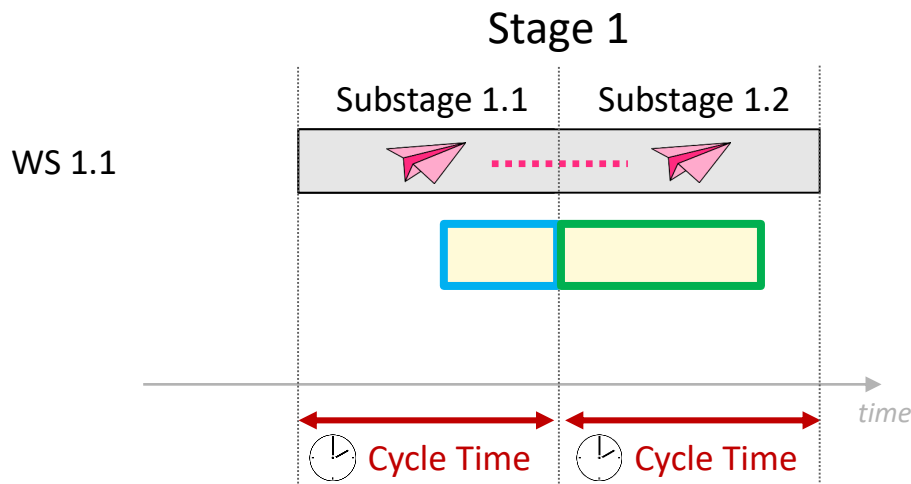 Stage 1
Substage 1.1
Substage 1.2
WS 1.1
time
Cycle Time
Cycle Time